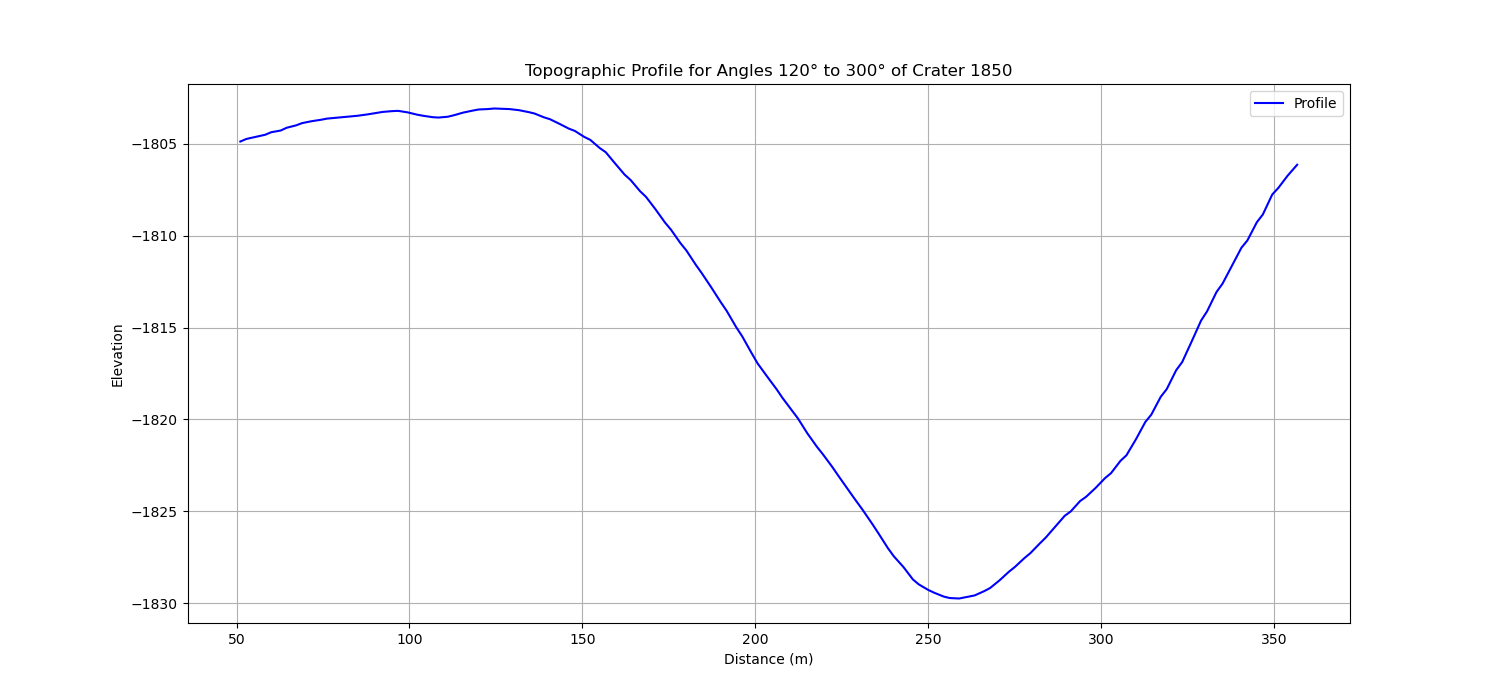 Topographic Profile for Angles 120° to 300° of Crater 1850
Profile
Elevation
−1805
−1810
−1815
−1820
−1825
−1830
50 100 150 200 250 300 350
Distance (m)